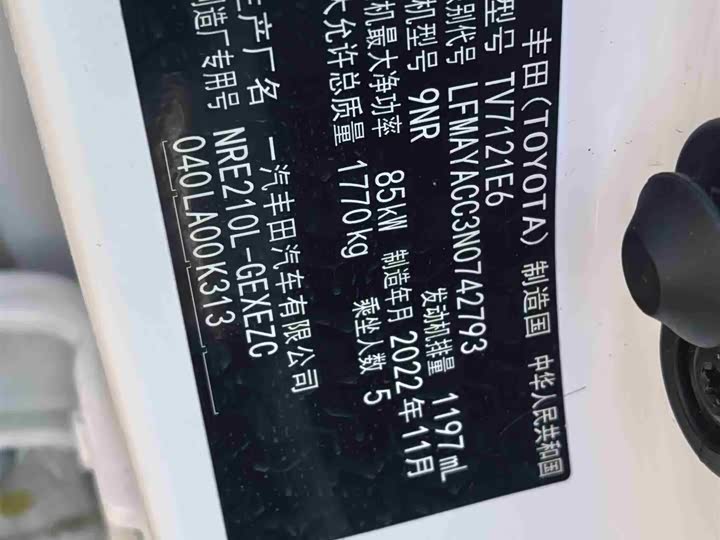 丰田(TOYOTA) 制造国 中华人民共和国
型号 TV7121E6
别代号 LFMAYACC3N0742793
机型号 9NR 发动机排量 1197mL
机最大净功率 85kW 制造年月 2022年11月
大允许总质量 1770kg 乘坐人数 5
生产厂名 一汽丰田汽车有限公司
造厂专用号 NRE210L-GEXEZC
040LA00K313